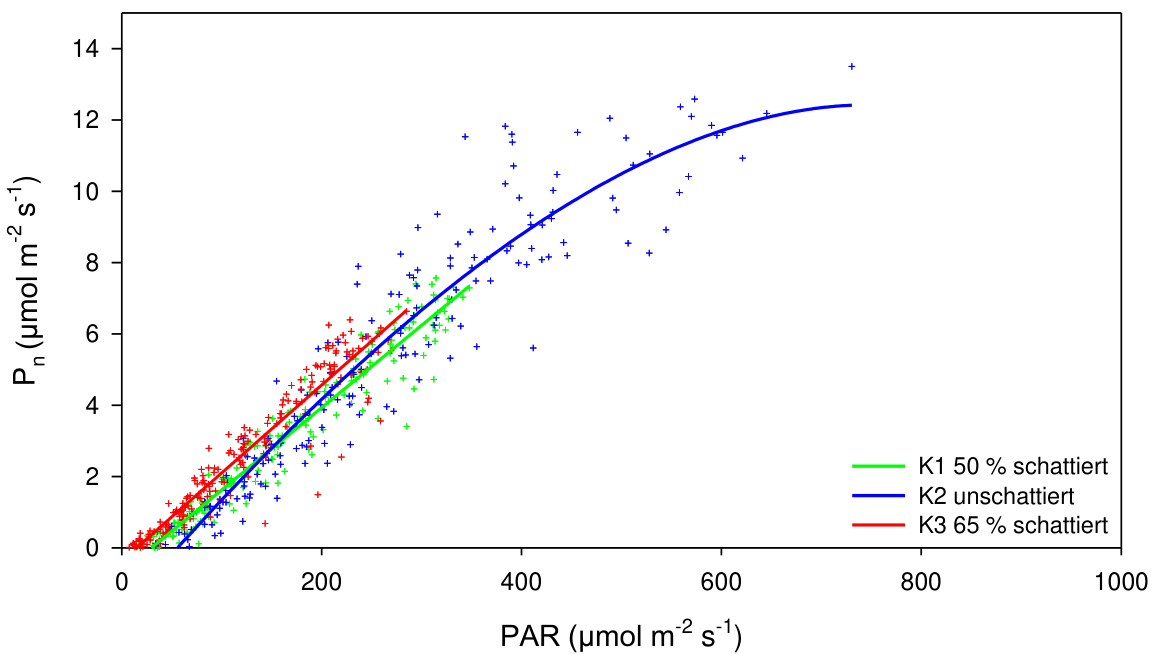 14
12
10
8
6
4
2
0
Pn (µmol m-2 s-1)
K1 50 % schattiert
K2 unschattiert
K3 65 % schattiert
0 200 400 600 800 1000
PAR (µmol m-2 s-1)